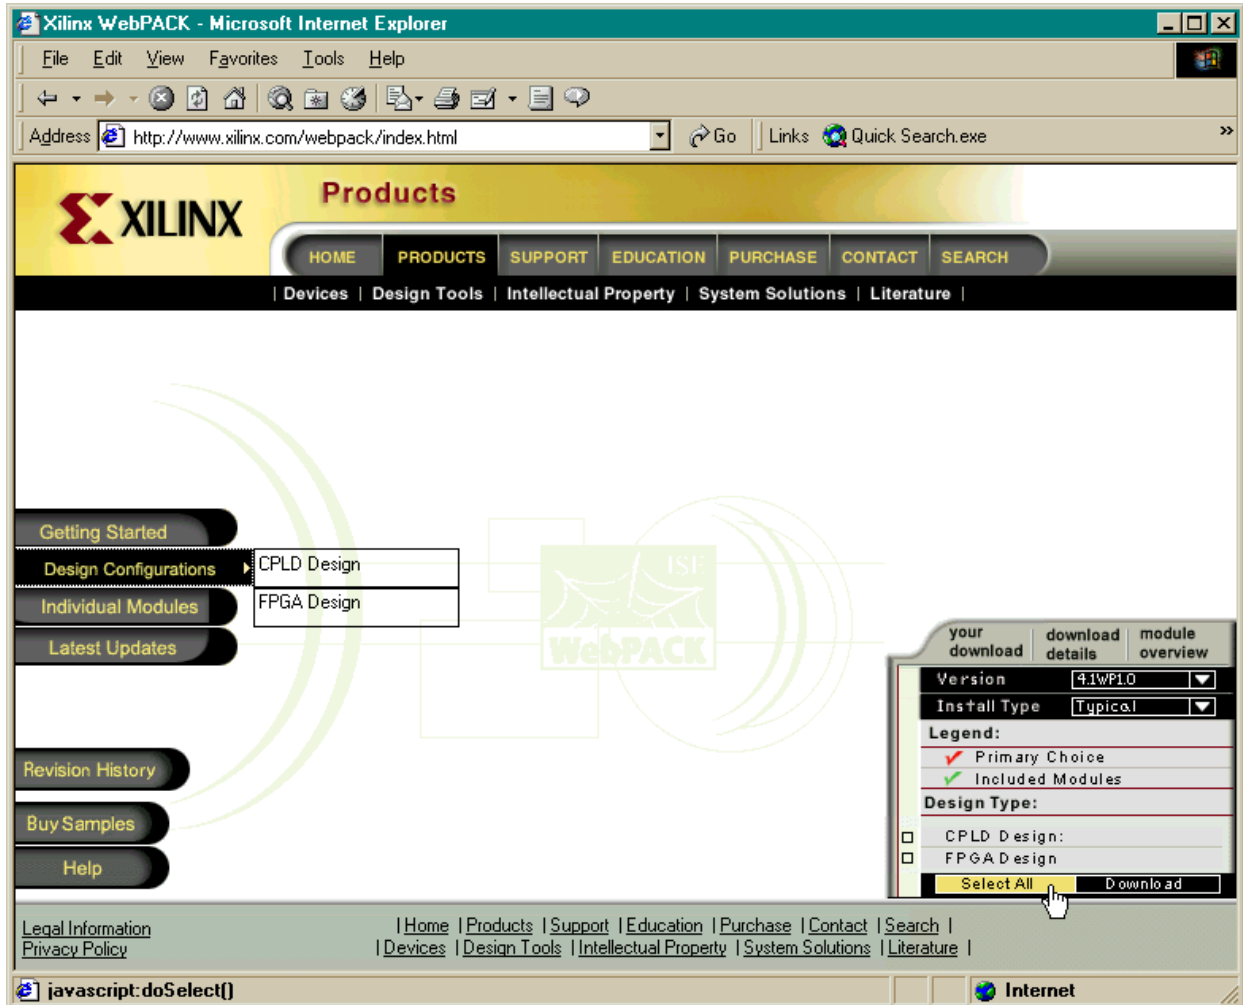 Xilinx WebPACK - Microsoft Internet Explorer
File Edit View Favorites Tools Help
Address http://www.xilinx.com/webpack/index.html Go Links Quick Search.exe »
XILINX
Products
HOME PRODUCTS SUPPORT EDUCATION PURCHASE CONTACT SEARCH
| Devices | Design Tools | Intellectual Property | System Solutions | Literature |
Getting Started
Design Configurations
CPLD Design
Individual Modules
FPGA Design
Latest Updates
ISE
WebPACK
Revision History
Buy Samples
Help
your download
download details
module overview
Version 4.1WP1.0
Install Type Typical
Legend:
Primary Choice
Included Modules
Design Type:
CPLD Design:
FPGA Design
Select All Download
Legal Information
Privacy Policy
| Home | Products | Support | Education | Purchase | Contact | Search |
| Devices | Design Tools | Intellectual Property | System Solutions | Literature |
javascript:doSelect() Internet